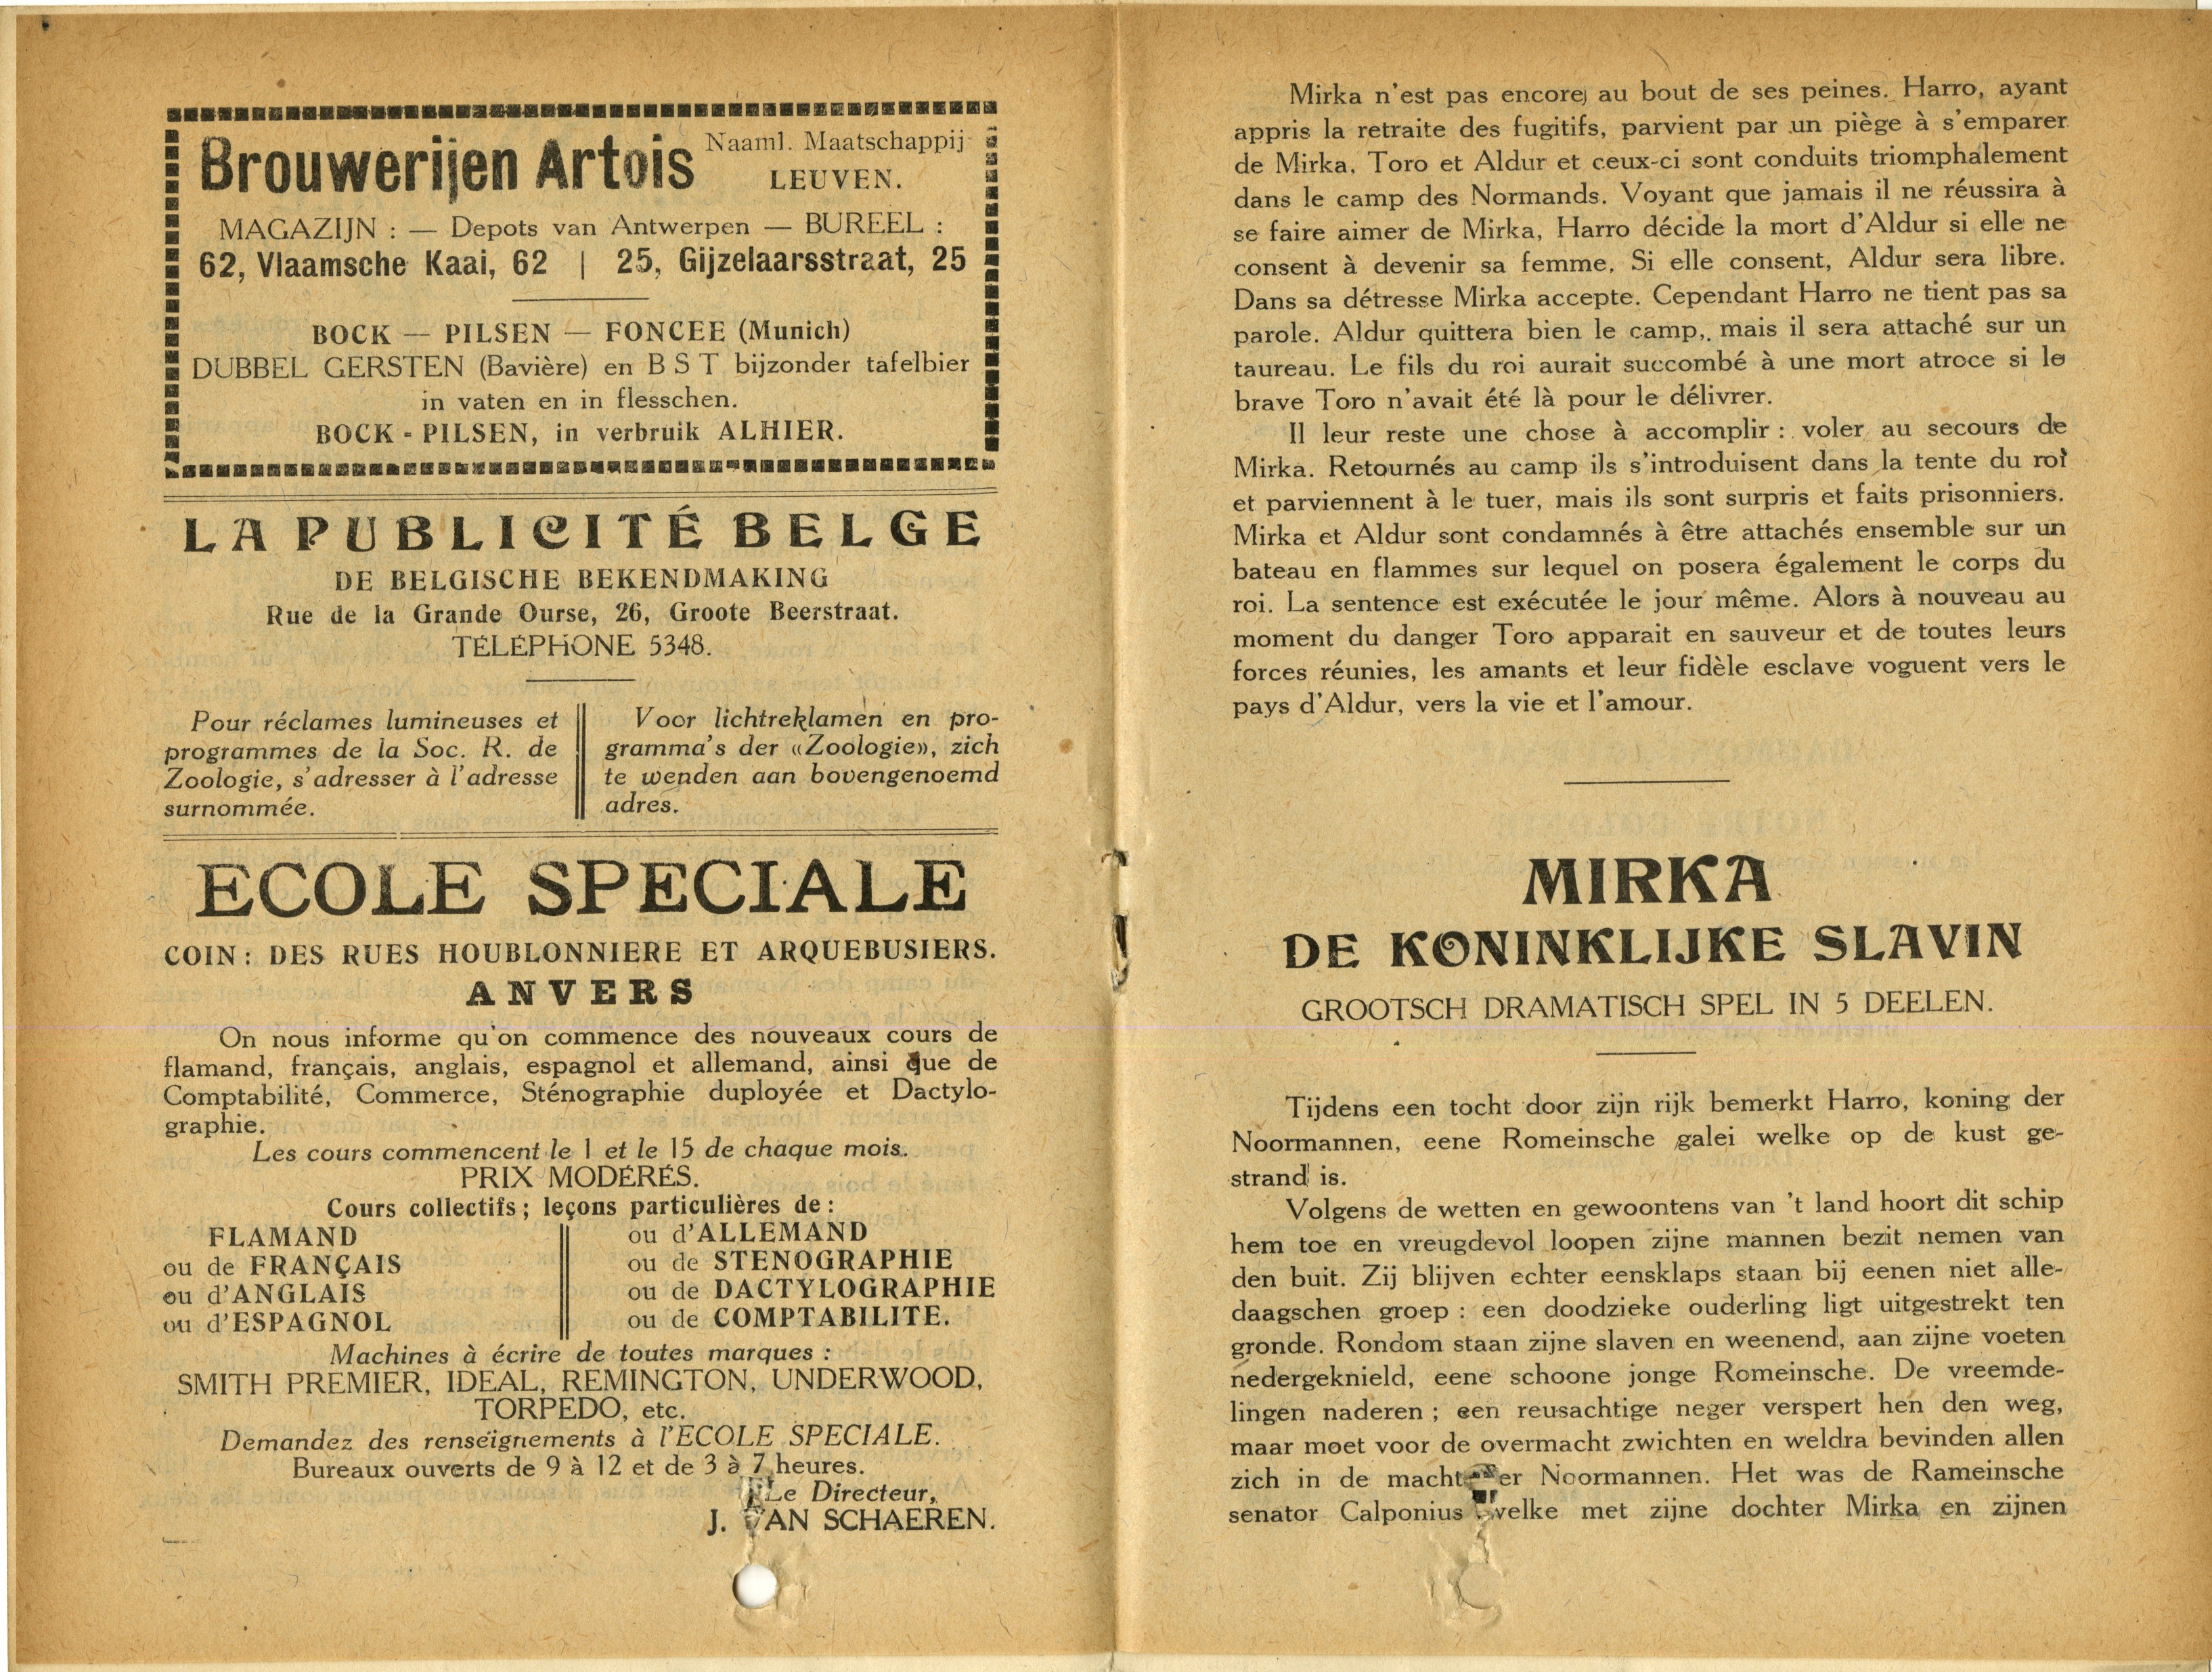 Brouwerijen Artois
Naaml. Maatschappij
LEUVEN.
MAGAZIJN : — Depots van Antwerpen — BUREEL :
62, Vlaamsche Kaai, 62 | 25, Gijzelaarsstraat, 25
BOCK — PILSEN — FONCEE (Munich)
DUBBEL GERSTEN (Bavière) en B S T bijzonder tafelbier
in vaten en in flesschen.
BOCK - PILSEN, in verbruik ALHIER.
LA PUBLICITÉ BELGE
DE BELGISCHE BEKENDMAKING
Rue de la Grande Ourse, 26, Groote Beerstraat.
TÉLÉPHONE 5348.
Pour réclames lumineuses et
programmes de la Soc. R. de
Zoologie, s'adresser à l'adresse
surnommée.
Voor lichtreklamen en pro-
gramma's der «Zoologie», zich
te wenden aan bovengenoemd
adres.
ECOLE SPECIALE
COIN : DES RUES HOUBLONNIERE ET ARQUEBUSIERS.
ANVERS
On nous informe qu'on commence des nouveaux cours de
flamand, français, anglais, espagnol et allemand, ainsi que de
Comptabilité, Commerce, Sténographie duployée et Dactylo-
graphie.
Les cours commencent le 1 et le 15 de chaque mois.
PRIX MODÉRÉS.
Cours collectifs ; leçons particulières de :
FLAMAND
ou de FRANÇAIS
ou d'ANGLAIS
ou d'ESPAGNOL
ou d'ALLEMAND
ou de STENOGRAPHIE
ou de DACTYLOGRAPHIE
ou de COMPTABILITE.
Machines à écrire de toutes marques :
SMITH PREMIER, IDEAL, REMINGTON, UNDERWOOD,
TORPEDO, etc.
Demandez des renseignements à l'ECOLE SPECIALE.
Bureaux ouverts de 9 à 12 et de 3 à 7 heures.
Le Directeur,
J. VAN SCHAEREN.
Mirka n'est pas encore au bout de ses peines. Harro, ayant
appris la retraite des fugitifs, parvient par un piège à s'emparer
de Mirka, Toro et Aldur et ceux-ci sont conduits triomphalement
dans le camp des Normands. Voyant que jamais il ne réussira à
se faire aimer de Mirka, Harro décide la mort d'Aldur si elle ne
consent à devenir sa femme. Si elle consent, Aldur sera libre.
Dans sa détresse Mirka accepte. Cependant Harro ne tient pas sa
parole. Aldur quittera bien le camp, mais il sera attaché sur un
taureau. Le fils du roi aurait succombé à une mort atroce si le
brave Toro n'avait été là pour le délivrer.
Il leur reste une chose à accomplir : voler au secours de
Mirka. Retournés au camp ils s'introduisent dans la tente du roi
et parviennent à le tuer, mais ils sont surpris et faits prisonniers.
Mirka et Aldur sont condamnés à être attachés ensemble sur un
bateau en flammes sur lequel on posera également le corps du
roi. La sentence est exécutée le jour même. Alors à nouveau au
moment du danger Toro apparait en sauveur et de toutes leurs
forces réunies, les amants et leur fidèle esclave voguent vers le
pays d'Aldur, vers la vie et l'amour.
MIRKA
DE KONINKLIJKE SLAVIN
GROOTSCH DRAMATISCH SPEL IN 5 DEELEN.
Tijdens een tocht door zijn rijk bemerkt Harro, koning der
Noormannen, eene Romeinsche galei welke op de kust ge-
strand is.
Volgens de wetten en gewoontens van 't land hoort dit schip
hem toe en vreugdevol loopen zijne mannen bezit nemen van
den buit. Zij blijven echter eensklaps staan bij eenen niet alle-
daagschen groep : een doodzieke ouderling ligt uitgestrekt ten
gronde. Rondom staan zijne slaven en weenend, aan zijne voeten
nedergeknield, eene schoone jonge Romeinsche. De vreemde-
lingen naderen ; een reusachtige neger verspert hen den weg,
maar moet voor de overmacht zwichten en weldra bevinden allen
zich in de macht der Noormannen. Het was de Rameinsche
senator Calponius welke met zijne dochter Mirka en zijnen